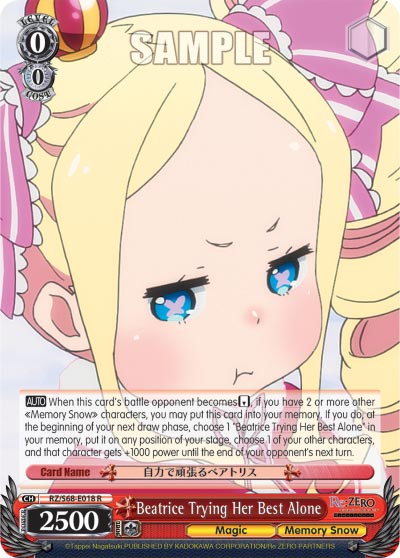 LEVEL
0
0
COST
SAMPLE
AUTO When this card's battle opponent becomes , if you have 2 or more other
«Memory Snow» characters, you may put this card into your memory. If you do, at
the beginning of your next draw phase, choose 1 "Beatrice Trying Her Best Alone" in
your memory, put it on any position of your stage, choose 1 of your other characters,
and that character gets +1000 power until the end of your opponent's next turn.
Card Name 自力で頑張るベアトリス
CH RZ/S68-E018 R
POWER 2500
Beatrice Trying Her Best Alone
Re:ZERO
Magic Memory Snow
©Tappei Nagatsuki,PUBLISHED BY KADOKAWA CORPORATION/Re:ZERO PARTNERS